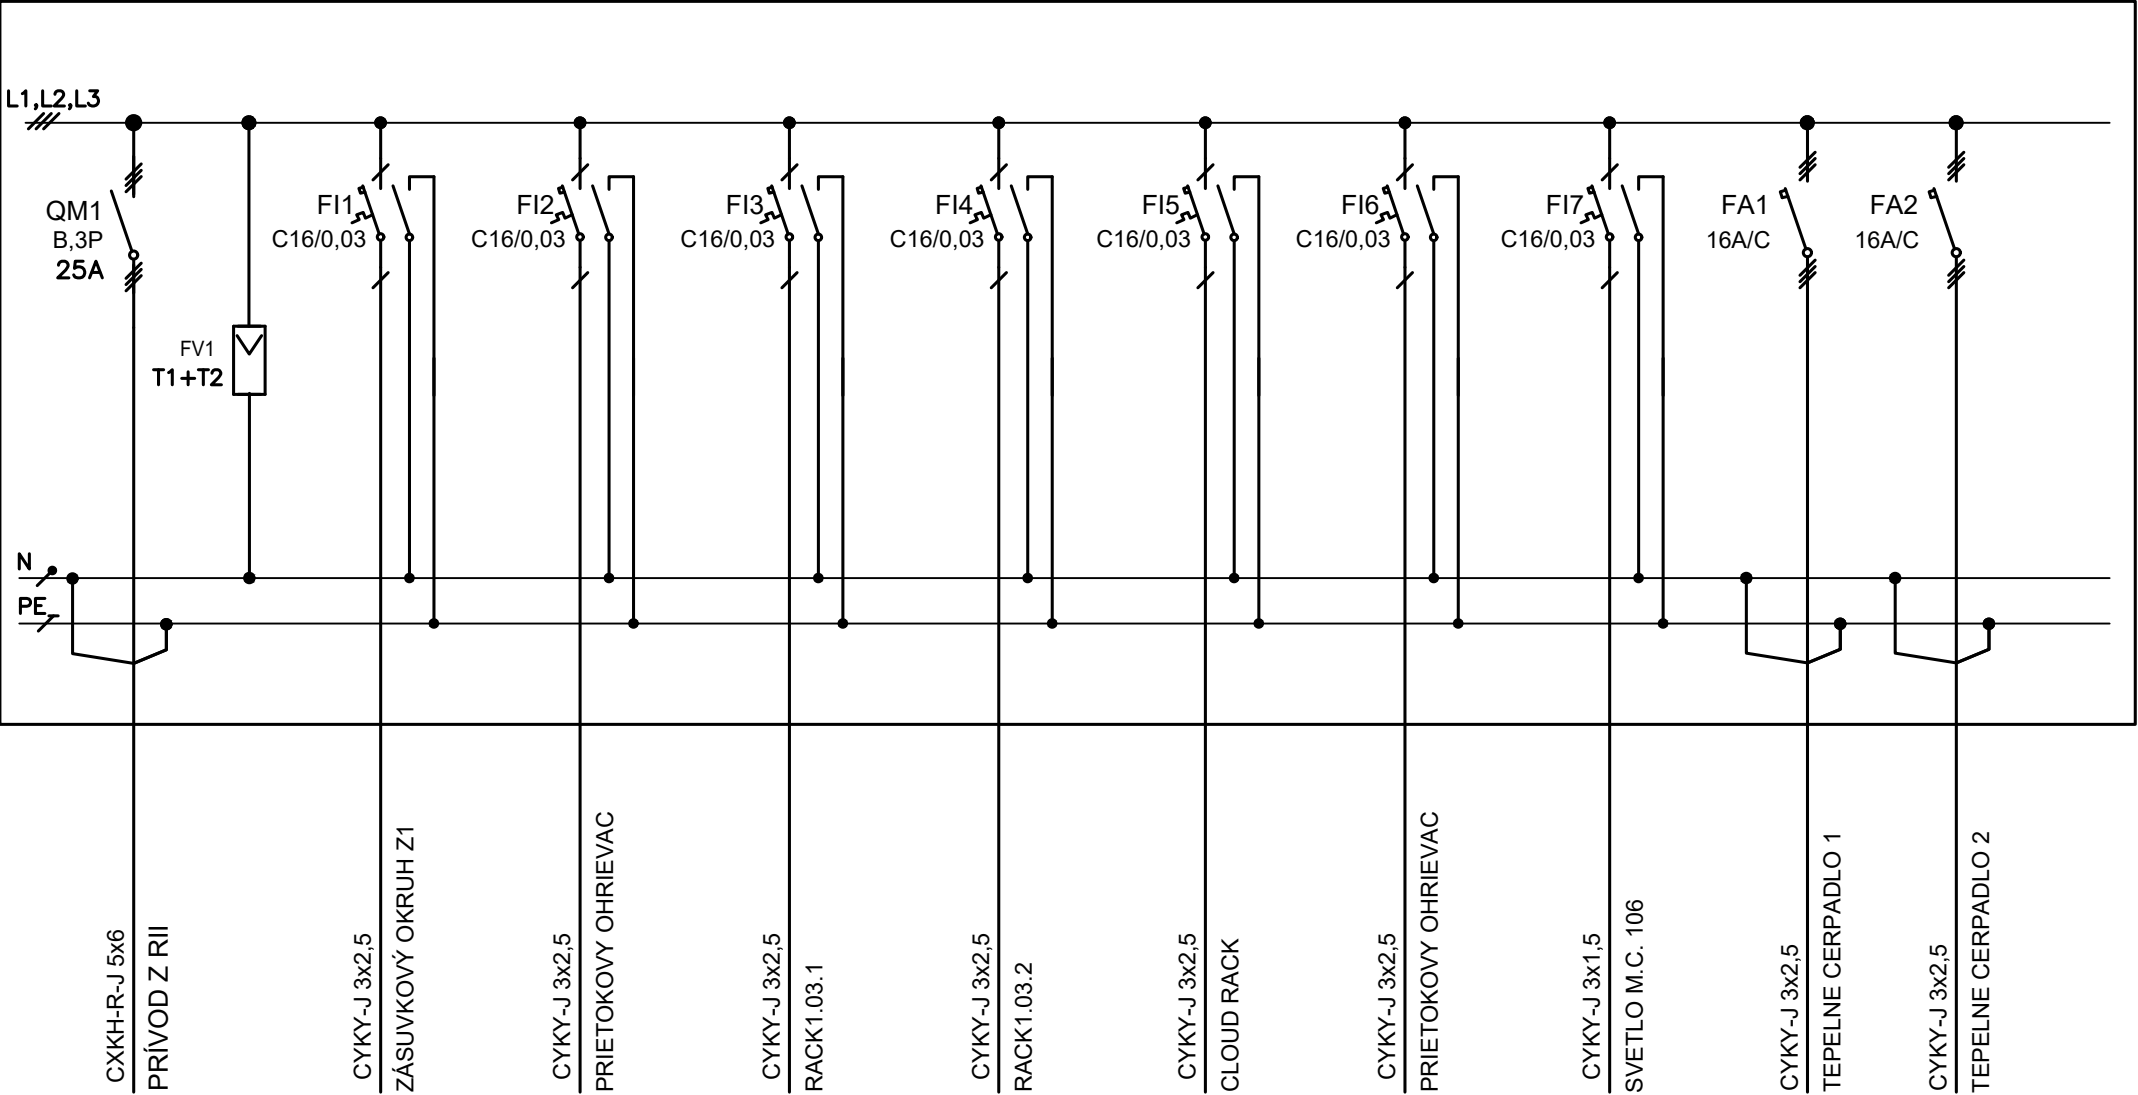 L1,L2,L3
QM1
B,3P
25A
FV1
T1+T2
FI1
C16/0,03
FI2
C16/0,03
FI3
C16/0,03
FI4
C16/0,03
FI5
C16/0,03
FI6
C16/0,03
FI7
C16/0,03
FA1
16A/C
FA2
16A/C
N
PE
CXKH-R-J 5x6
PRÍVOD Z RII
CYKY-J 3x2,5
ZÁSUVKOVÝ OKRUH Z1
CYKY-J 3x2,5
PRIETOKOVY OHRIEVAC
CYKY-J 3x2,5
RACK1.03.1
CYKY-J 3x2,5
RACK1.03.2
CYKY-J 3x2,5
CLOUD RACK
CYKY-J 3x2,5
PRIETOKOVY OHRIEVAC
CYKY-J 3x1,5
SVETLO M.C. 106
CYKY-J 3x2,5
TEPELNE CERPADLO 1
CYKY-J 3x2,5
TEPELNE CERPADLO 2